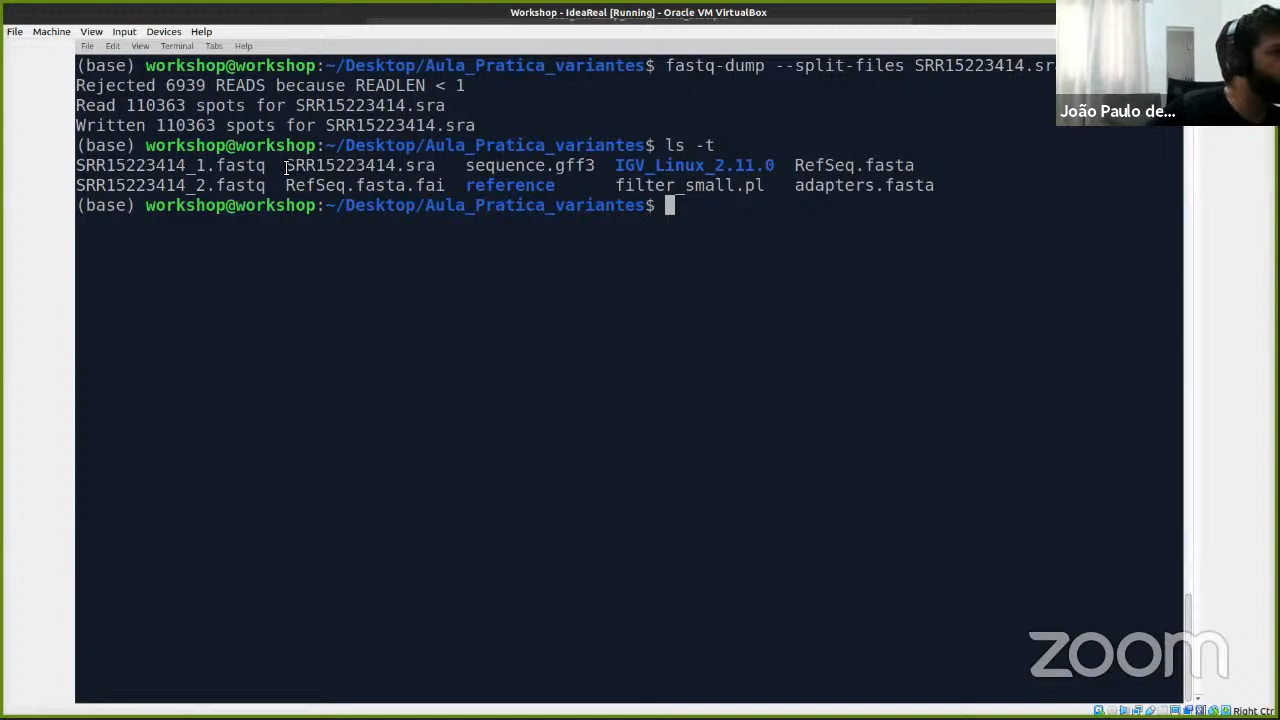 Workshop - IdeaReal [Running] - Oracle VM VirtualBox
File Machine View Input Devices Help
File Edit View Terminal Tabs Help
(base) workshop@workshop:~/Desktop/Aula_Pratica_variantes$ fastq-dump --split-files SRR15223414.sra
Rejected 6939 READS because READLEN < 1
Read 110363 spots for SRR15223414.sra
Written 110363 spots for SRR15223414.sra
(base) workshop@workshop:~/Desktop/Aula_Pratica_variantes$ ls -t
SRR15223414_1.fastq SRR15223414.sra sequence.gff3 IGV_Linux_2.11.0 RefSeq.fasta
SRR15223414_2.fastq RefSeq.fasta.fai reference filter_small.pl adapters.fasta
(base) workshop@workshop:~/Desktop/Aula_Pratica_variantes$
João Paulo de...
zoom
Right Ctr